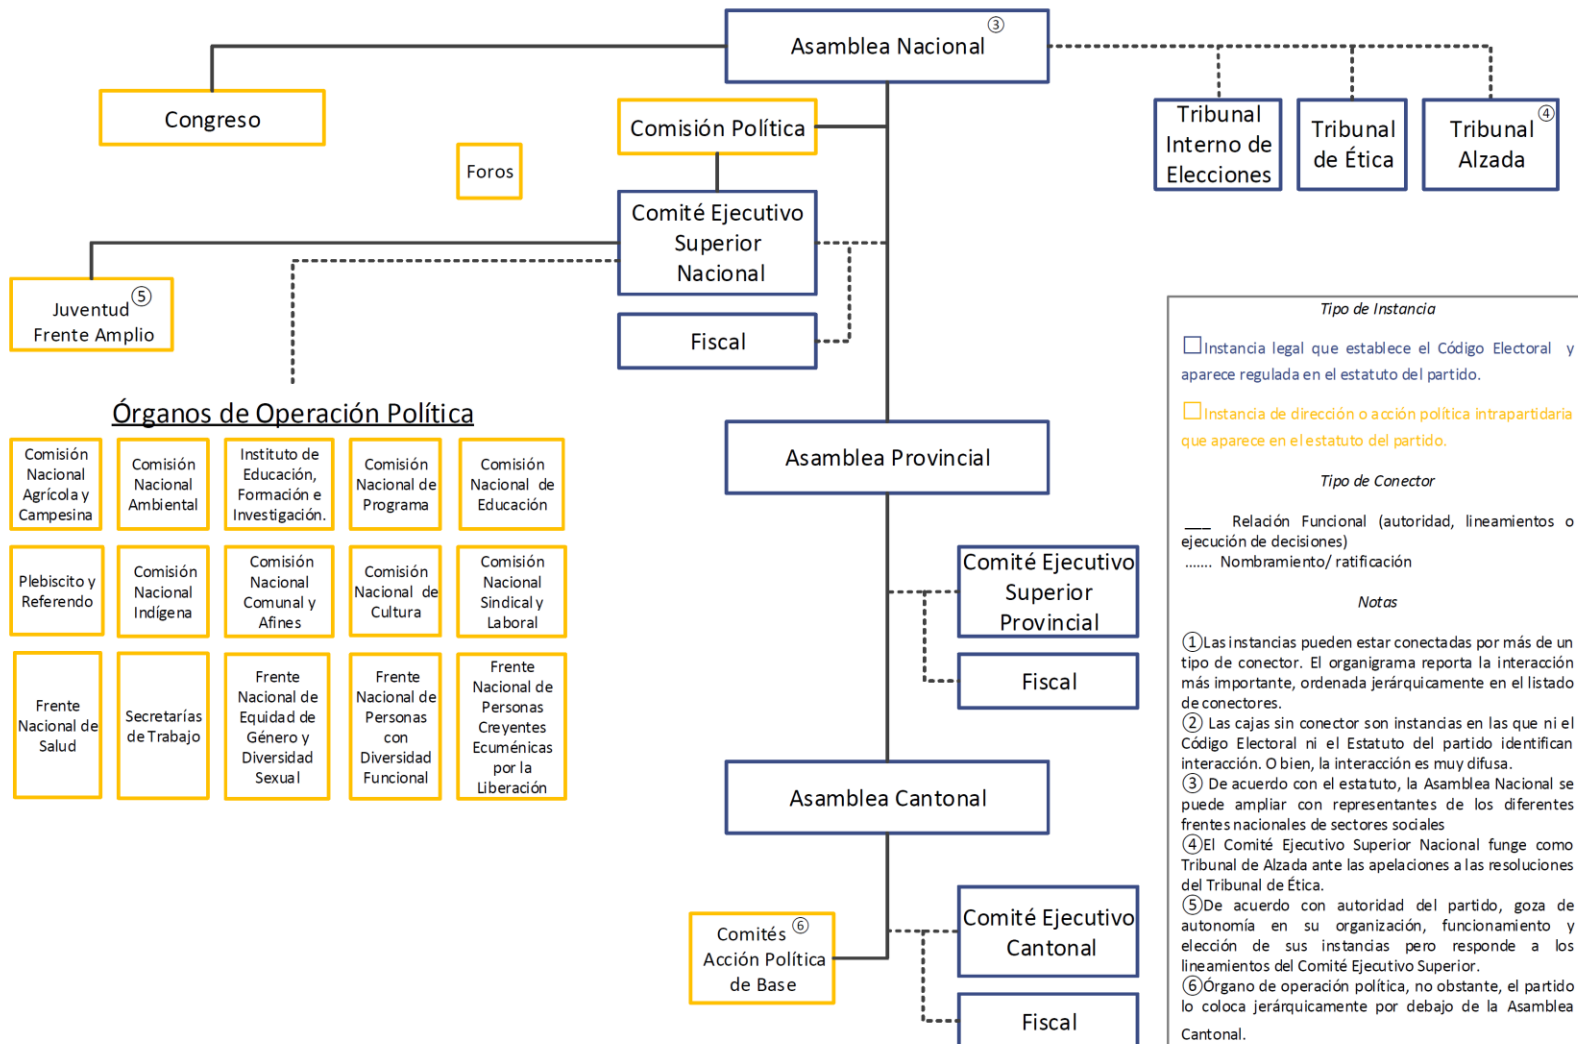 Asamblea Nacional ③
Congreso
Comisión Política
Foros
Tribunal
Interno de
Elecciones
Tribunal
de Ética
Tribunal ④
Alzada
Comité Ejecutivo
Superior
Nacional
Juventud ⑤
Frente Amplio
Fiscal
Órganos de Operación Política
Comisión
Nacional
Agrícola y
Campesina
Comisión
Nacional
Ambiental
Instituto de
Educación,
Formación e
Investigación.
Comisión
Nacional de
Programa
Comisión
Nacional de
Educación
Plebiscito y
Referendo
Comisión
Nacional
Indígena
Comisión
Nacional
Comunal y
Afines
Comisión
Nacional de
Cultura
Comisión
Nacional
Sindical y
Laboral
Frente
Nacional de
Salud
Secretarías
de Trabajo
Frente
Nacional de
Equidad de
Género y
Diversidad
Sexual
Frente
Nacional de
Personas
con
Diversidad
Funcional
Frente
Nacional de
Personas
Creyentes
Ecuménicas
por la
Liberación
Asamblea Provincial
Comité Ejecutivo
Superior
Provincial
Fiscal
Asamblea Cantonal
Comités ⑥
Acción Política
de Base
Comité Ejecutivo
Cantonal
Fiscal
Tipo de Instancia
Instancia legal que establece el Código Electoral y
aparece regulada en el estatuto del partido.
Instancia de dirección o acción política intrapartidaria
que aparece en el estatuto del partido.
Tipo de Conector
___ Relación Funcional (autoridad, lineamientos o
ejecución de decisiones)
....... Nombramiento/ ratificación
Notas
①Las instancias pueden estar conectadas por más de un
tipo de conector. El organigrama reporta la interacción
más importante, ordenada jerárquicamente en el listado
de conectores.
② Las cajas sin conector son instancias en las que ni el
Código Electoral ni el Estatuto del partido identifican
interacción. O bien, la interacción es muy difusa.
③ De acuerdo con el estatuto, la Asamblea Nacional se
puede ampliar con representantes de los diferentes
frentes nacionales de sectores sociales
④El Comité Ejecutivo Superior Nacional funge como
Tribunal de Alzada ante las apelaciones a las resoluciones
del Tribunal de Ética.
⑤De acuerdo con autoridad del partido, goza de
autonomía en su organización, funcionamiento y
elección de sus instancias pero responde a los
lineamientos del Comité Ejecutivo Superior.
⑥Órgano de operación política, no obstante, el partido
lo coloca jerárquicamente por debajo de la Asamblea
Cantonal.